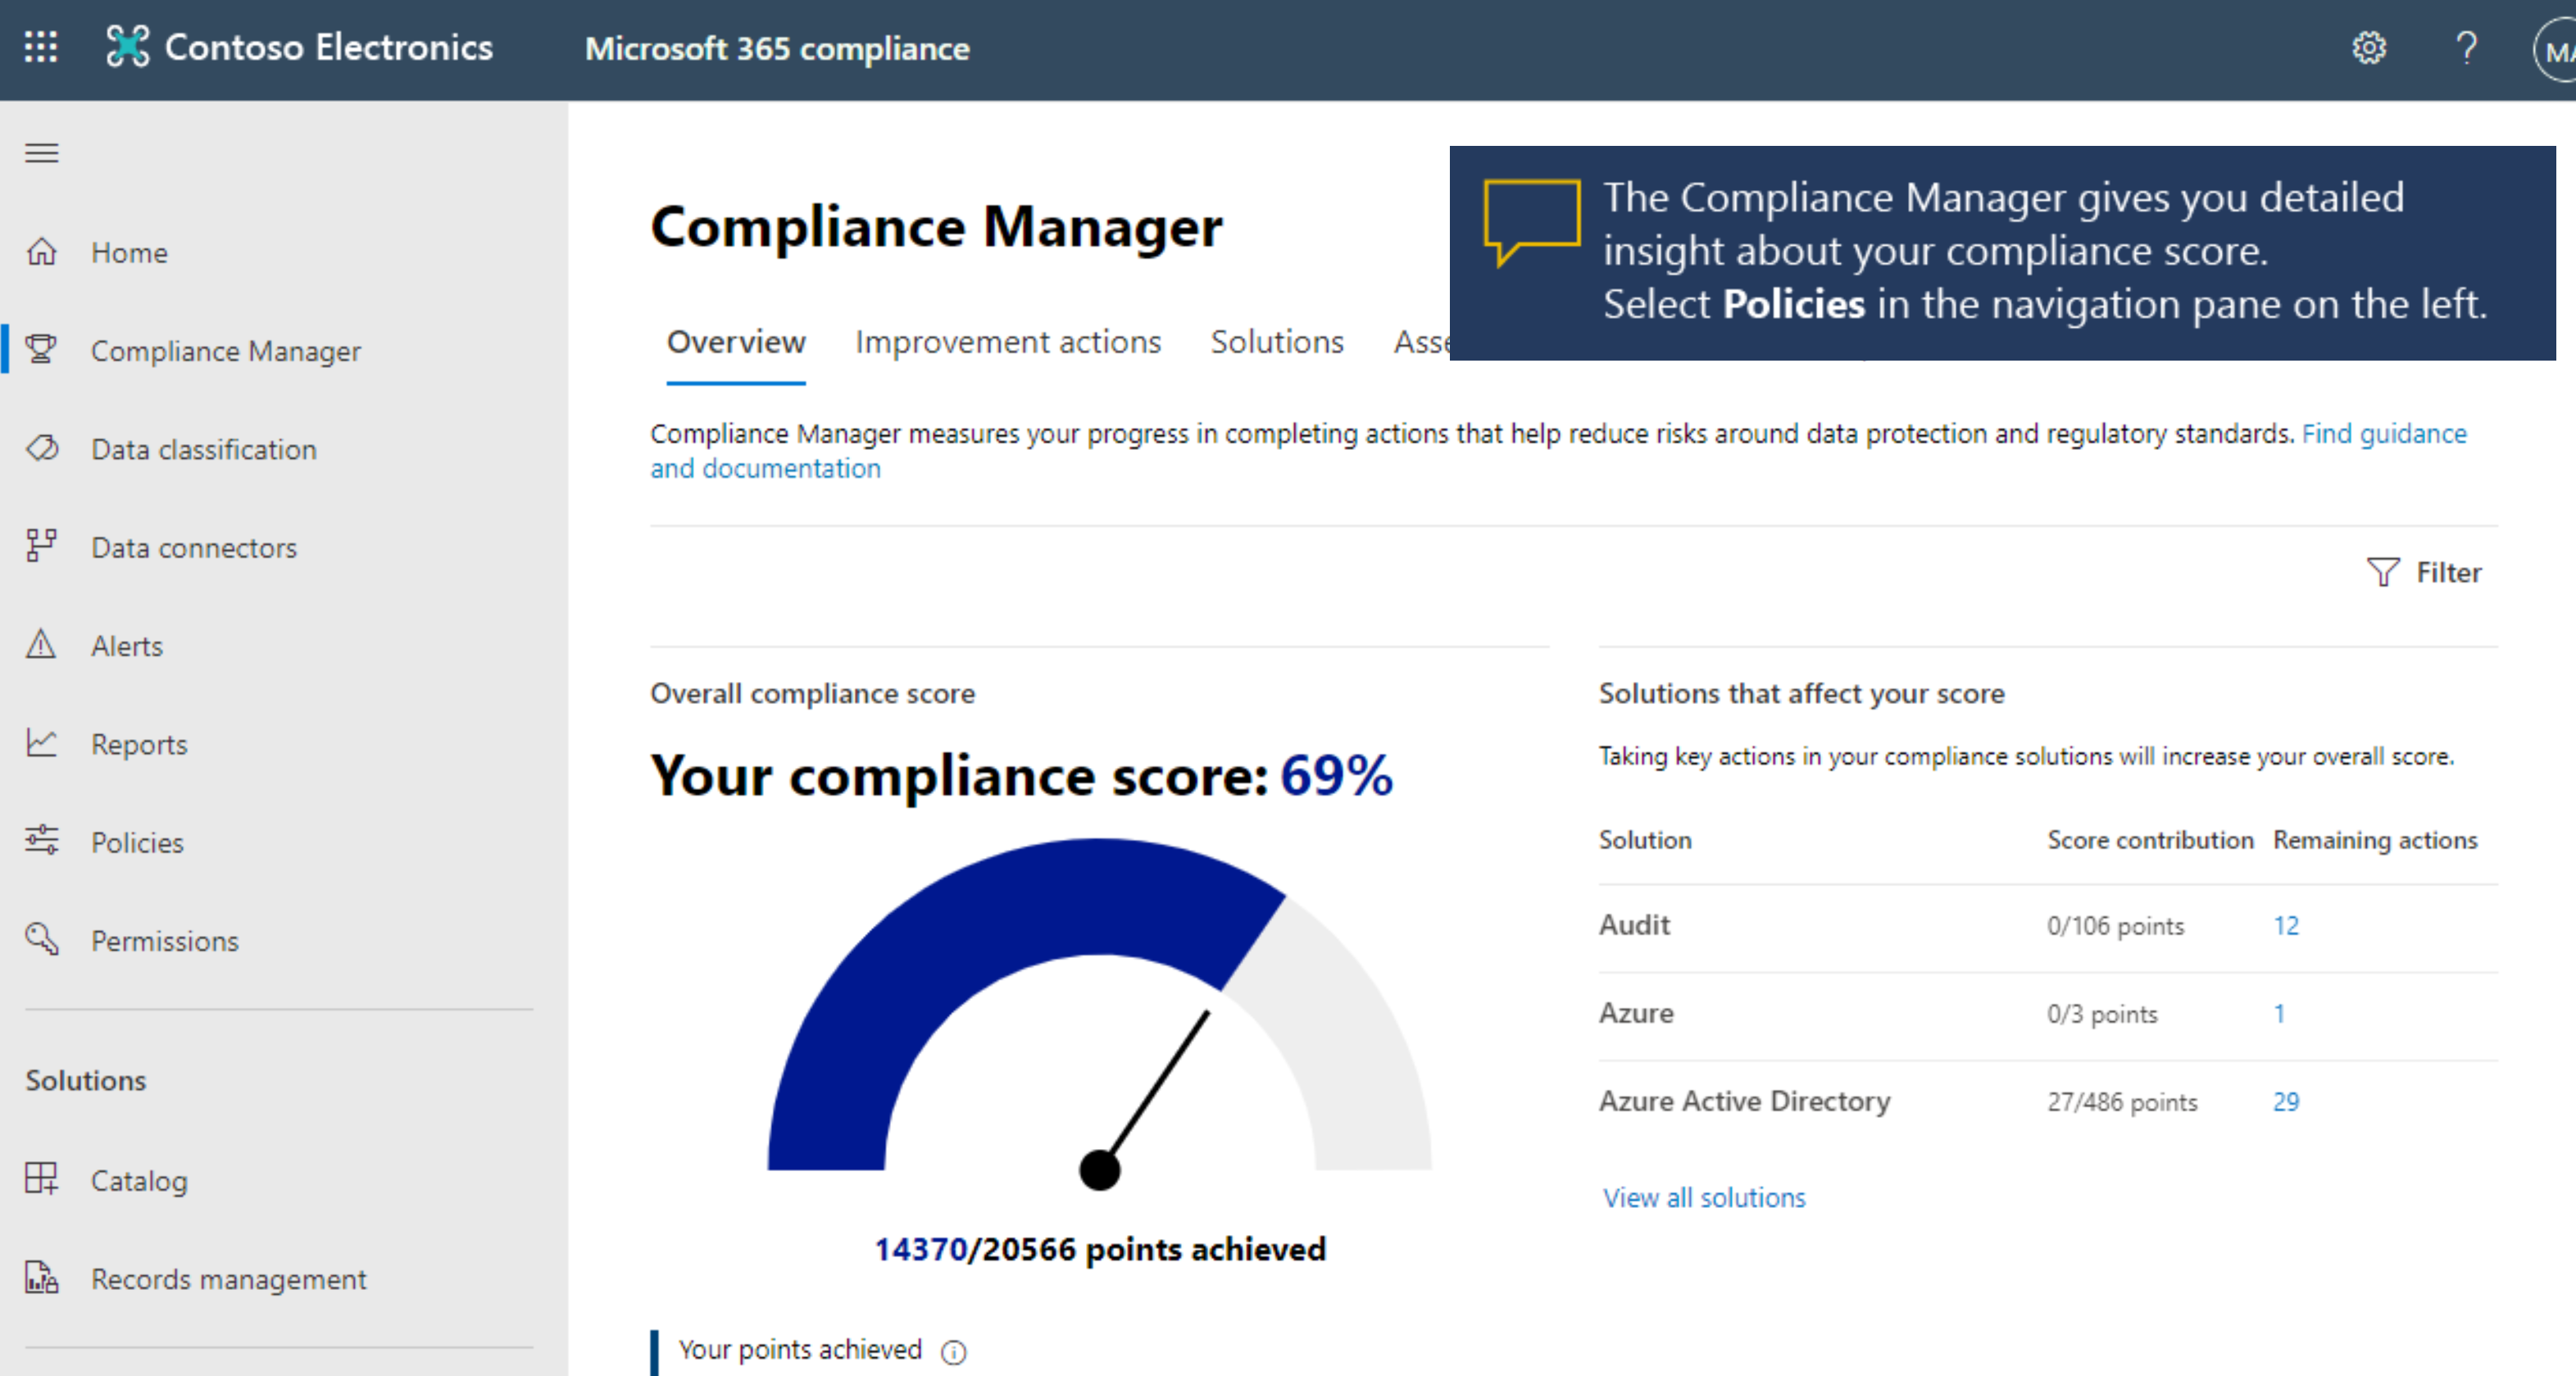 Contoso Electronics
Microsoft 365 compliance
?
Home
Compliance Manager
Data classification
Data connectors
Alerts
Reports
Policies
Permissions
Solutions
Catalog
Records management
Compliance Manager
The Compliance Manager gives you detailed
insight about your compliance score.
Select Policies in the navigation pane on the left.
Overview
Improvement actions
Solutions
Compliance Manager measures your progress in completing actions that help reduce risks around data protection and regulatory standards. Find guidance
and documentation
Filter
Overall compliance score
Your compliance score: 69%
14370/20566 points achieved
Your points achieved
Solutions that affect your score
Taking key actions in your compliance solutions will increase your overall score.
Solution Score contribution Remaining actions
Audit 0/106 points 12
Azure 0/3 points 1
Azure Active Directory 27/486 points 29
View all solutions